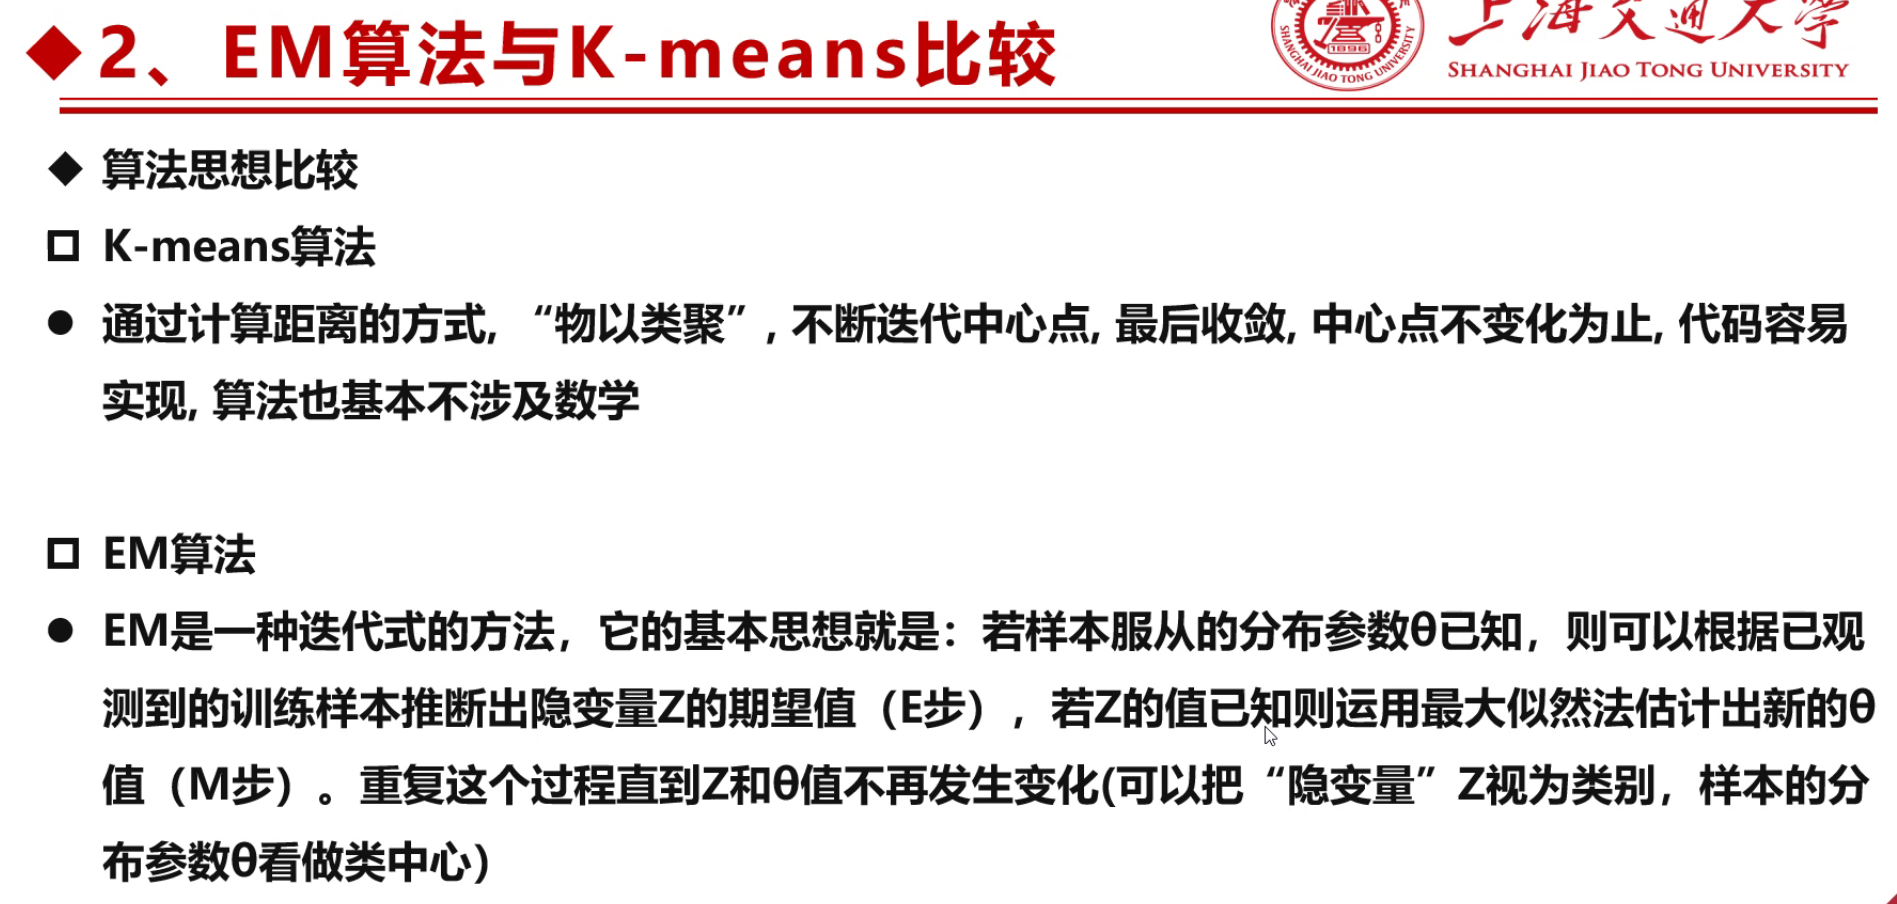 2、EM算法与K-means比较
上海交通大学
1896
SHANGHAI JIAO TONG UNIVERSITY
SHANGHAI JIAO TONG UNIVERSITY
算法思想比较
K-means算法
通过计算距离的方式, “物以类聚”, 不断迭代中心点, 最后收敛, 中心点不变化为止, 代码容易
实现, 算法也基本不涉及数学
EM算法
EM是一种迭代式的方法，它的基本思想就是：若样本服从的分布参数θ已知，则可以根据已观
测到的训练样本推断出隐变量Z的期望值（E步），若Z的值已知则运用最大似然法估计出新的θ
值（M步）。重复这个过程直到Z和θ值不再发生变化(可以把“隐变量”Z视为类别，样本的分
布参数θ看做类中心)